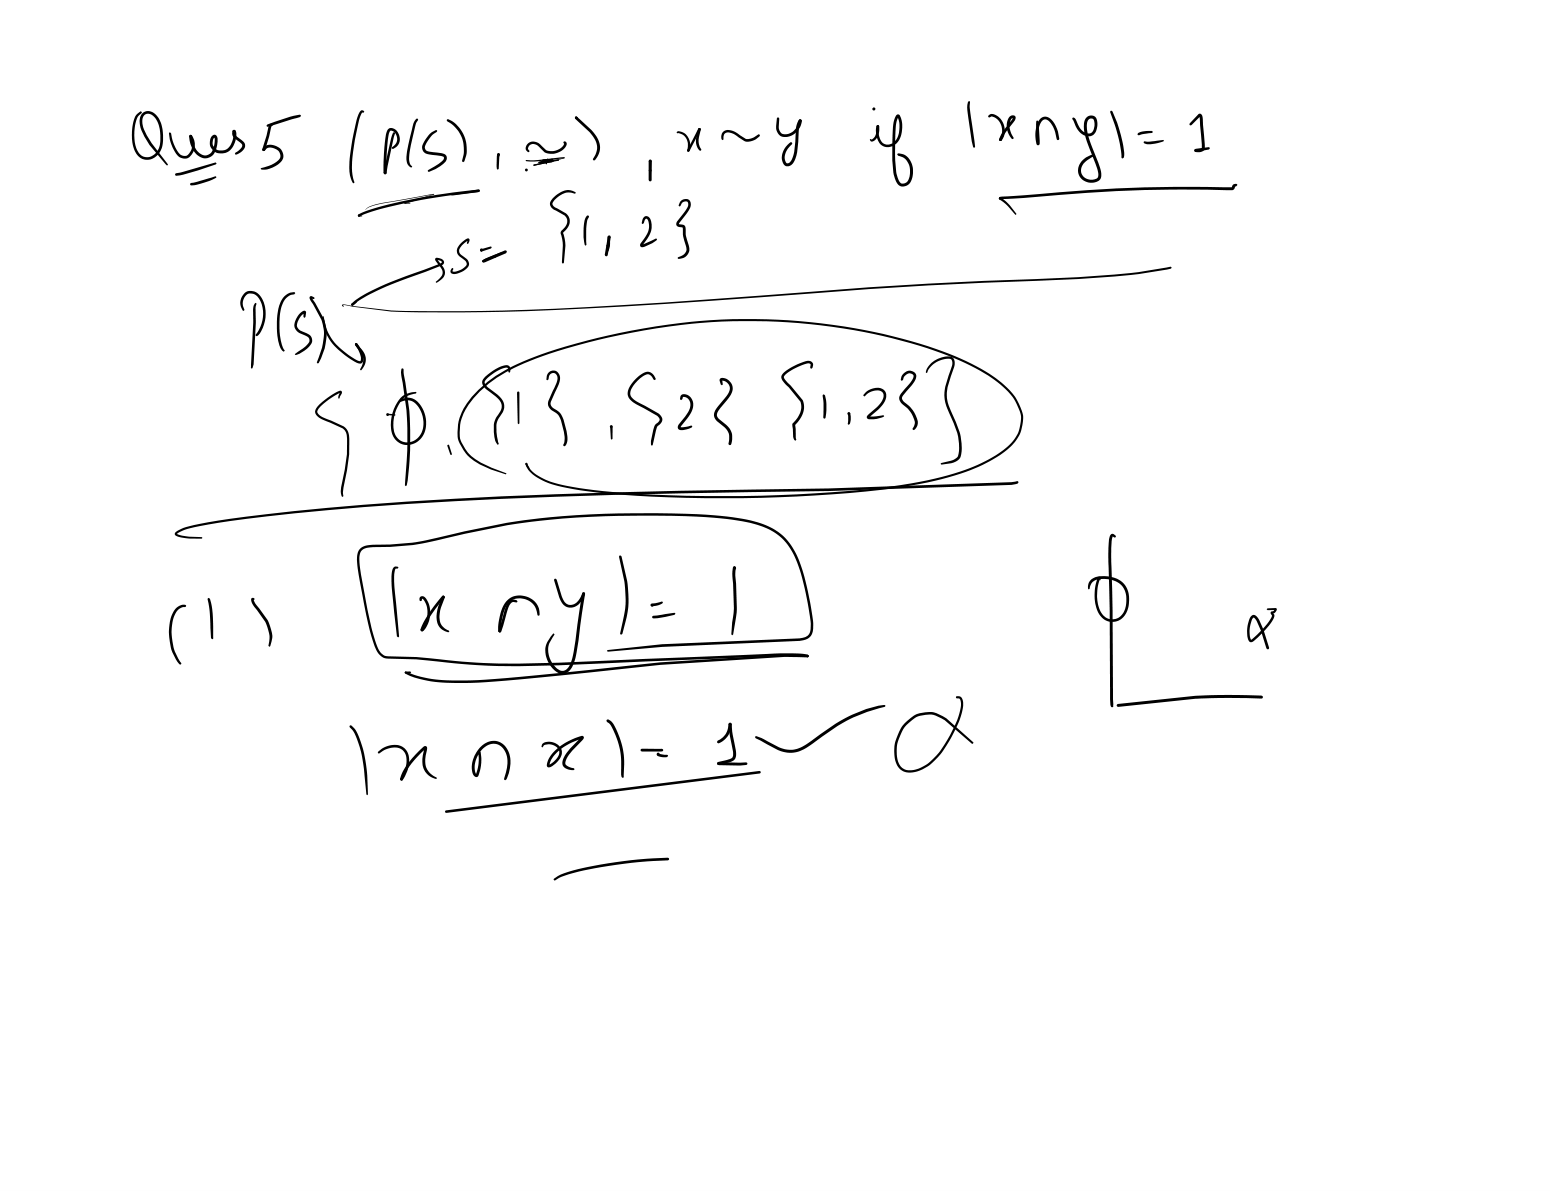 Ques 5 (P(S), ~), x ~ y if |x ∩ y| = 1
S = {1, 2}
P(S)
{ ϕ, {1}, {2} {1, 2} }
(1) |x ∩ y| = 1
ϕ
α
|x ∩ x| = 1 α